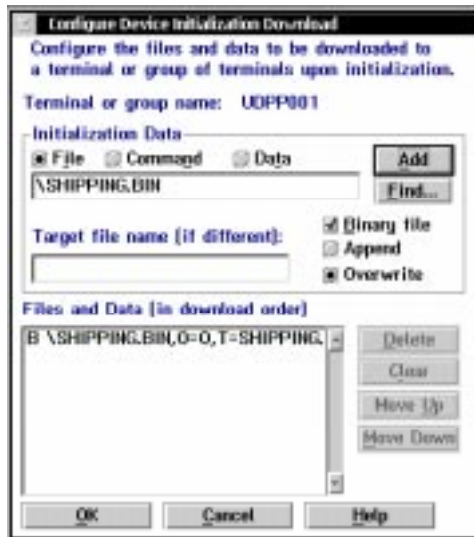 Configure Device Initialization Download
Configure the files and data to be downloaded to
a terminal or group of terminals upon initialization.
Terminal or group name: UDPP001
Initialization Data
File Command Data Add
\SHIPPING.BIN Find...
Binary file
Target file name (if different): Append
Overwrite
Files and Data (in download order)
B \SHIPPING.BIN,O=O,T=SHIPPING. Delete
Clear
Move Up
Move Down
OK Cancel Help